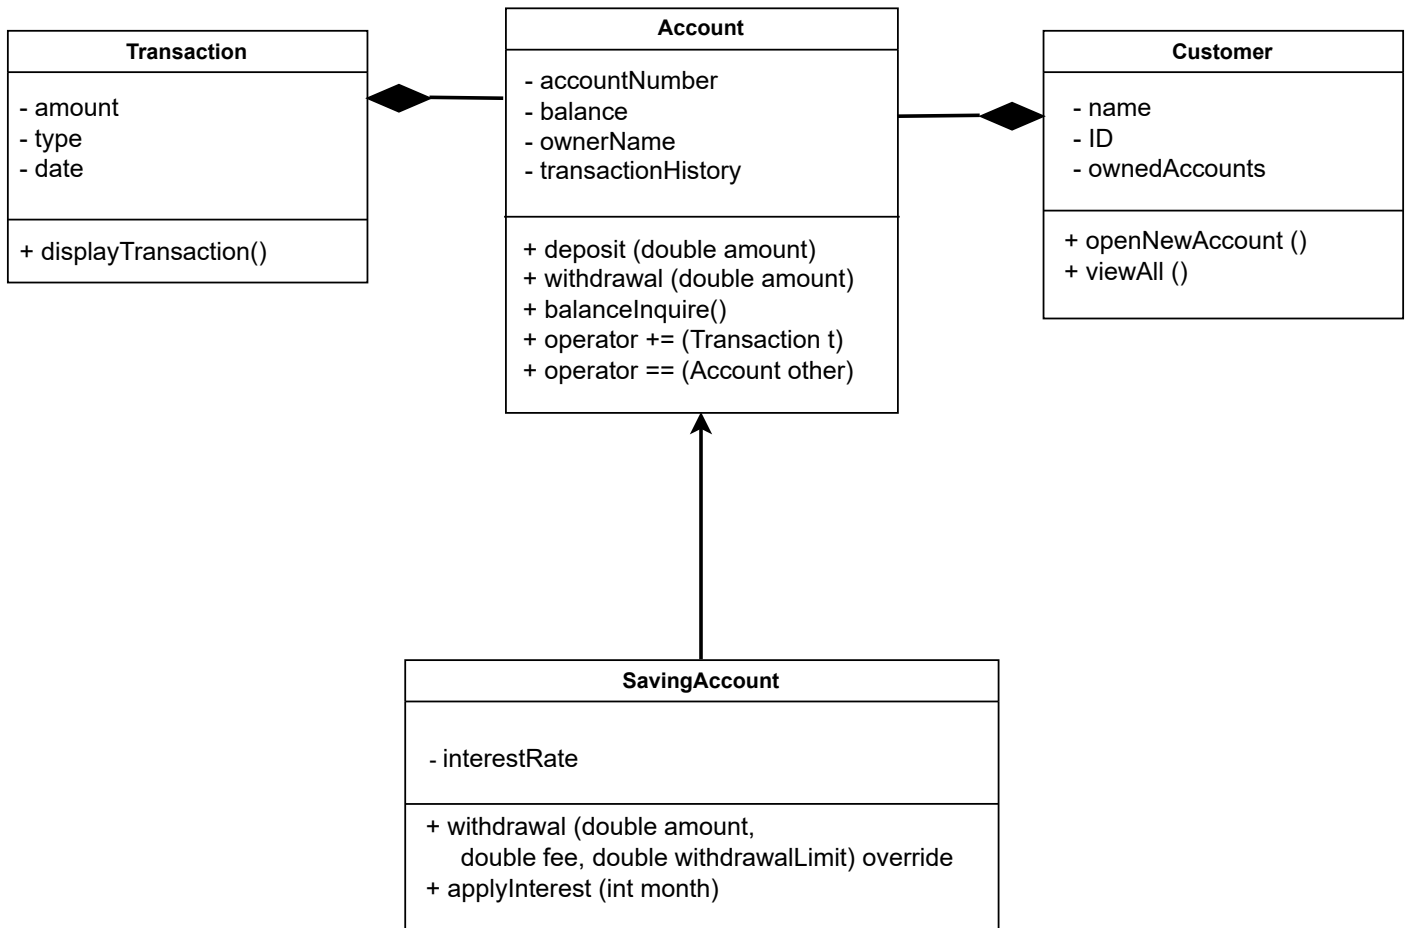 Transaction
- amount
- type
- date
+ displayTransaction()
Account
- accountNumber
- balance
- ownerName
- transactionHistory
+ deposit (double amount)
+ withdrawal (double amount)
+ balanceInquire()
+ operator += (Transaction t)
+ operator == (Account other)
Customer
- name
- ID
- ownedAccounts
+ openNewAccount ()
+ viewAll ()
SavingAccount
- interestRate
+ withdrawal (double amount,
double fee, double withdrawalLimit) override
+ applyInterest (int month)